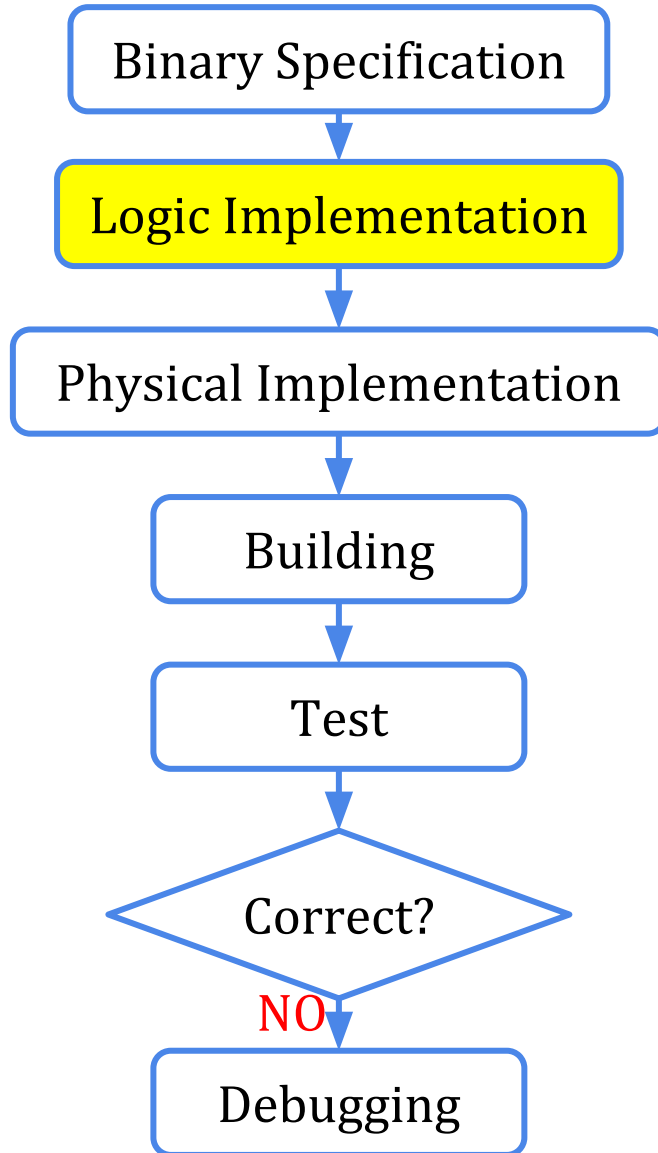 Binary Specification
Logic Implementation
Physical Implementation
Building
Test
Correct?
NO
Debugging